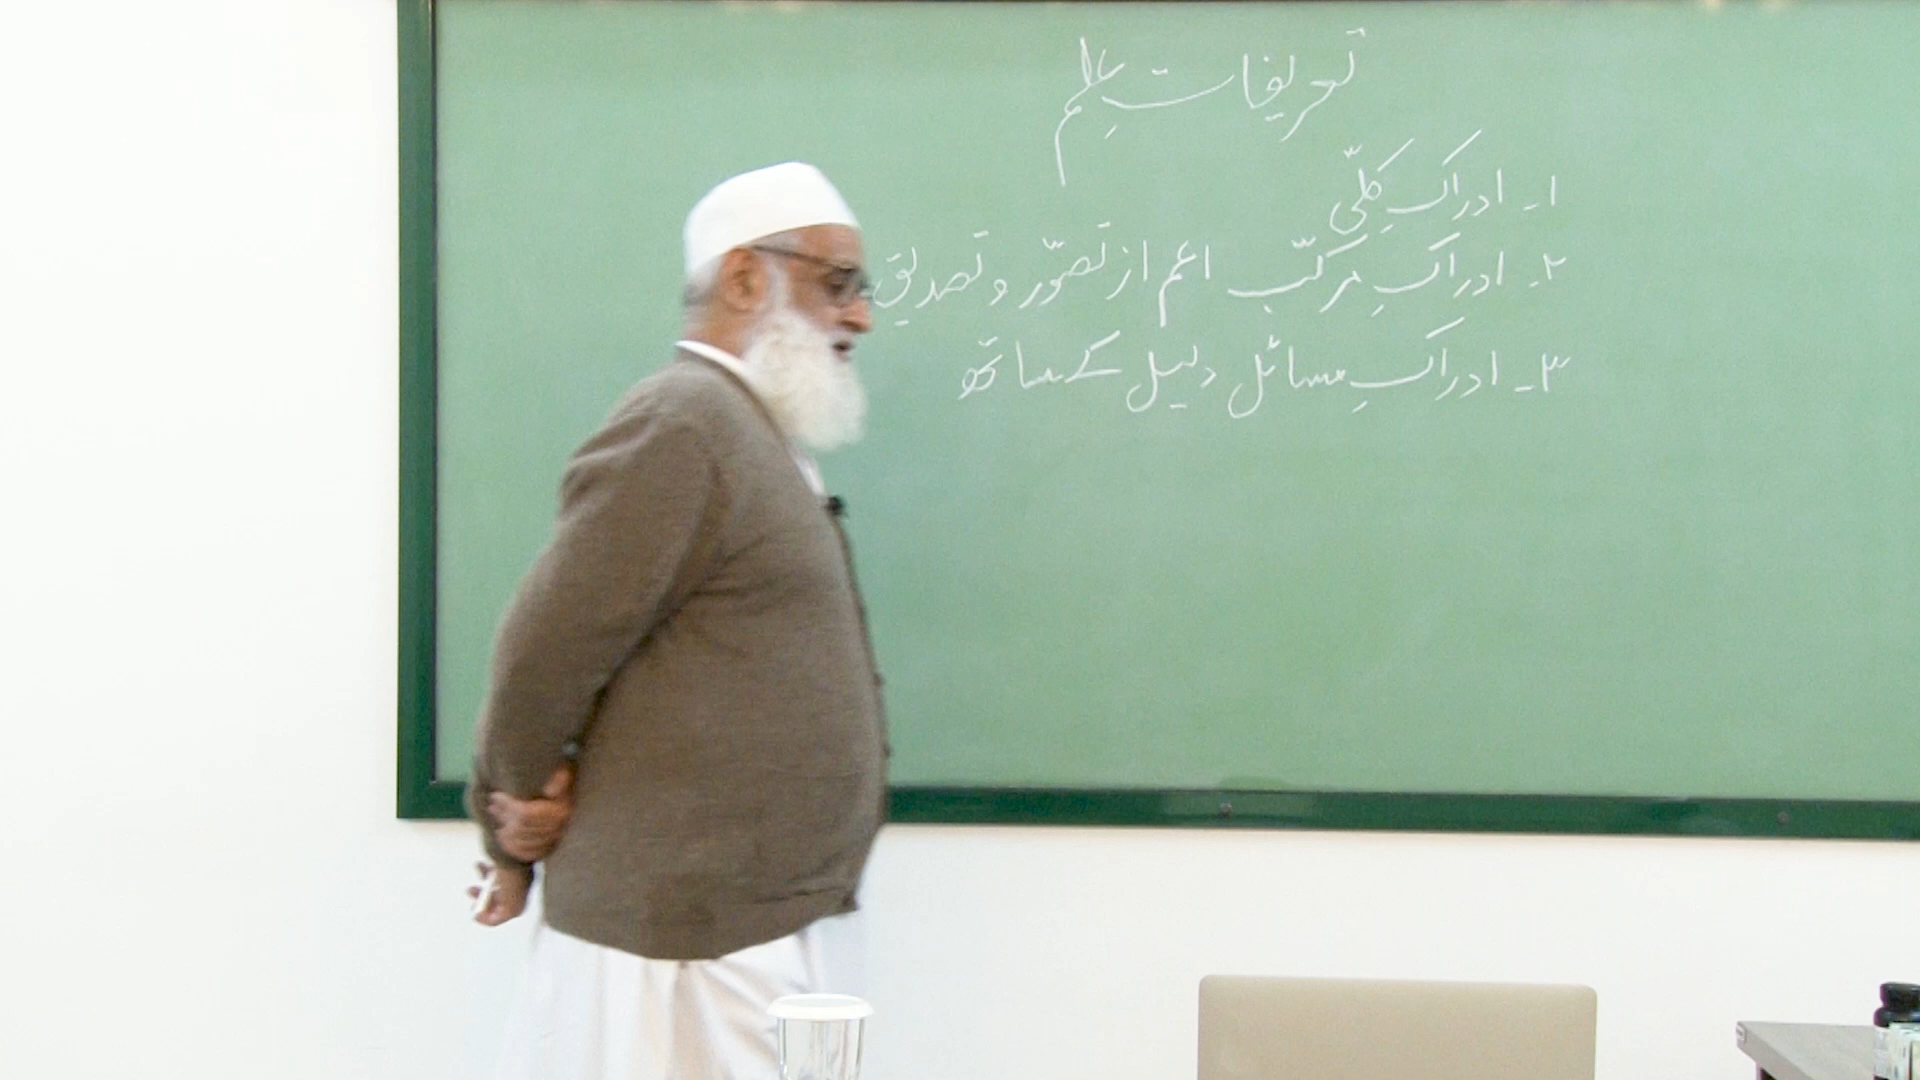 تعریفاتِ علم
۱۔ ادراکِ کلّی
۲۔ ادراکِ مرکّب اعم از تصوّر و تصدیق
۳۔ ادراکِ مسائل دلیل کے ساتھ